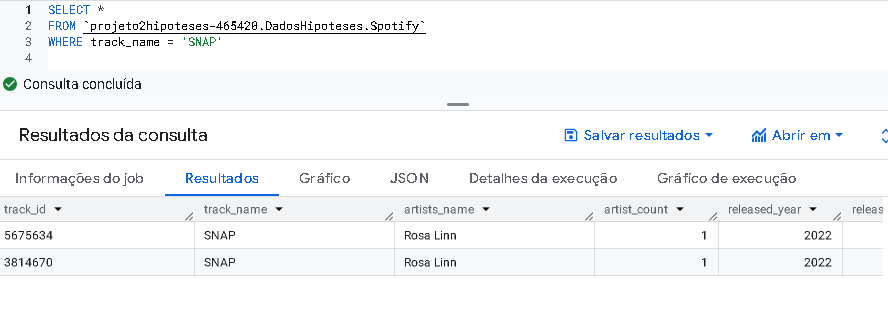 1 SELECT *
2 FROM `projeto2hipoteses-465420.DadosHipoteses.Spotify`
3 WHERE track_name = 'SNAP'
4
Consulta concluída
Resultados da consulta Salvar resultados Abrir em
Informações do job Resultados Gráfico JSON Detalhes da execução Gráfico de execução
track_id track_name artists_name artist_count released_year releas
5675634 SNAP Rosa Linn 1 2022
3814670 SNAP Rosa Linn 1 2022